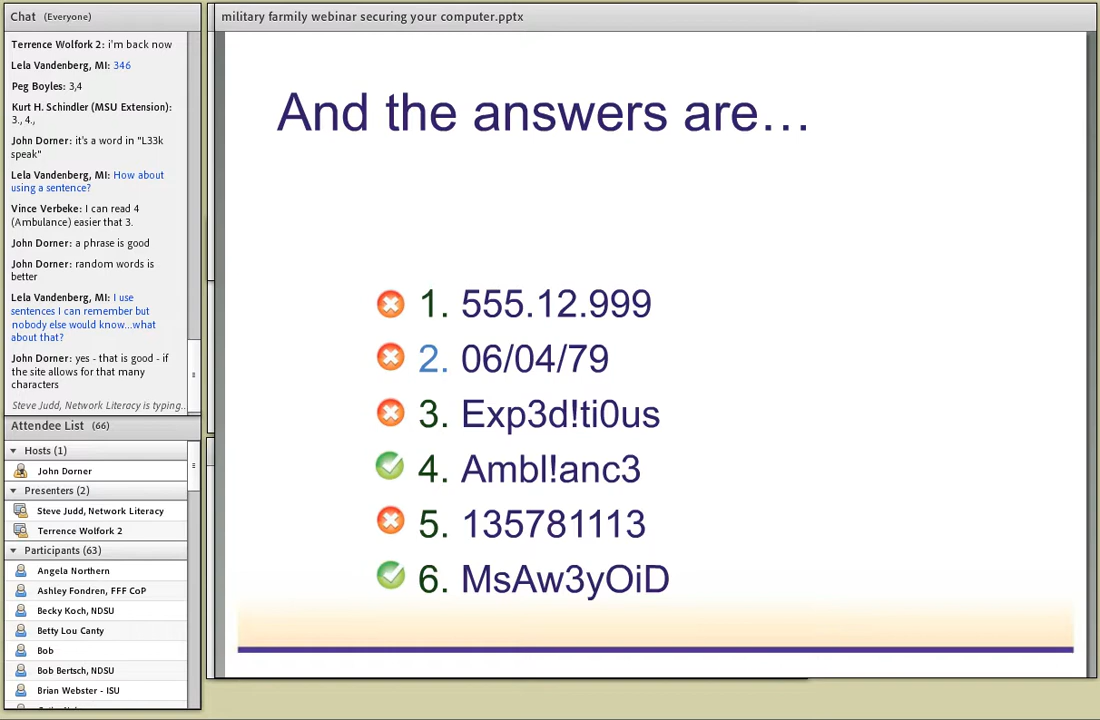 Chat (Everyone)
Terrence Wolfork 2: i'm back now
Lela Vandenberg, MI: 346
Peg Boyles: 3,4
Kurt H. Schindler (MSU Extension):
3., 4.,
John Dorner: it's a word in "L33k
speak"
Lela Vandenberg, MI: How about
using a sentence?
Vince Verbeke: I can read 4
(Ambulance) easier that 3.
John Dorner: a phrase is good
John Dorner: random words is
better
Lela Vandenberg, MI: I use
sentences I can remember but
nobody else would know...what
about that?
John Dorner: yes - that is good - if
the site allows for that many
characters
Steve Judd, Network Literacy is typing...
Attendee List (66)
Hosts (1)
John Dorner
Presenters (2)
Steve Judd, Network Literacy
Terrence Wolfork 2
Participants (63)
Angela Northern
Ashley Fondren, FFF CoP
Becky Koch, NDSU
Betty Lou Canty
Bob
Bob Bertsch, NDSU
Brian Webster - ISU
military farmily webinar securing your computer.pptx
And the answers are…
1. 555.12.999
2. 06/04/79
3. Exp3d!ti0us
4. Ambl!anc3
5. 135781113
6. MsAw3yOiD